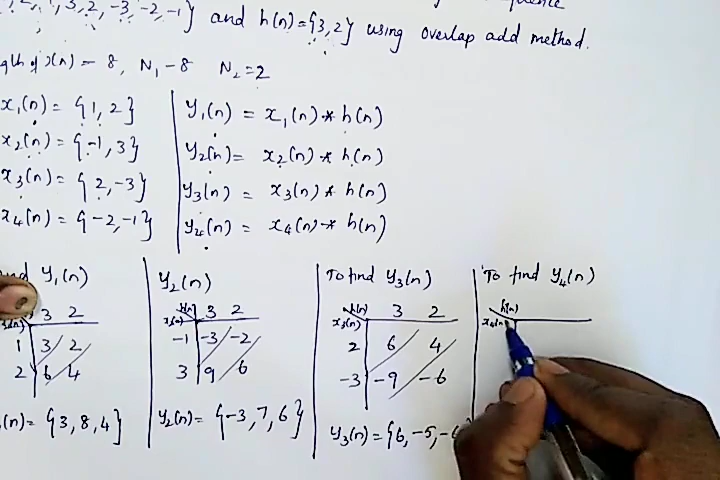 1, 2, -1, 3, 2, -3, -2, -1} and h(n) = {3, 2} using overlap add method.
x(n) = 8, N₁ - 8 N₂ = 2
x₁(n) = {1, 2} y₁(n) = x₁(n) * h(n)
x₂(n) = {-1, 3} y₂(n) = x₂(n) * h(n)
x₃(n) = {2, -3} y₃(n) = x₃(n) * h(n)
x₄(n) = {-2, -1} y₄(n) = x₄(n) * h(n)
y₁(n) y₂(n) To find y₃(n) To find y₄(n)
3 2 h(n) 3 2 h(n) 3 2 h(n)
x₂(n) x₃(n) x₄(n)
1 3 2 -1 -3 -2 2 6 4
2 6 4 3 9 6 -3 -9 -6
(n) = {3, 8, 4} y₂(n) = {-3, 7, 6} y₃(n) = {6, -5, -6